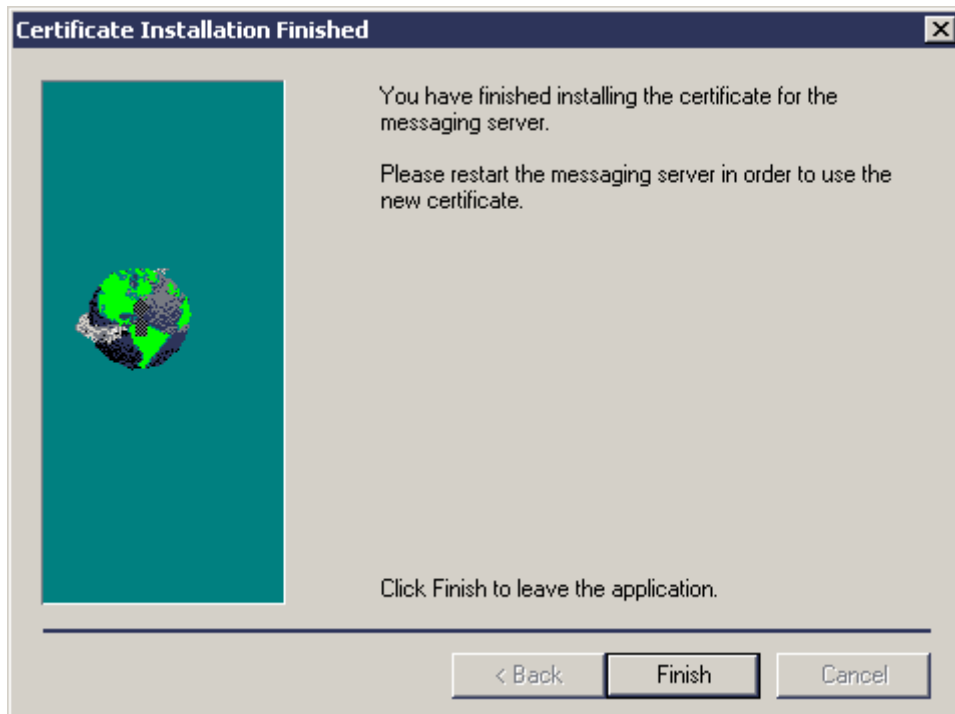 Certificate Installation Finished
You have finished installing the certificate for the
messaging server.
Please restart the messaging server in order to use the
new certificate.
Click Finish to leave the application.
< Back
Finish
Cancel